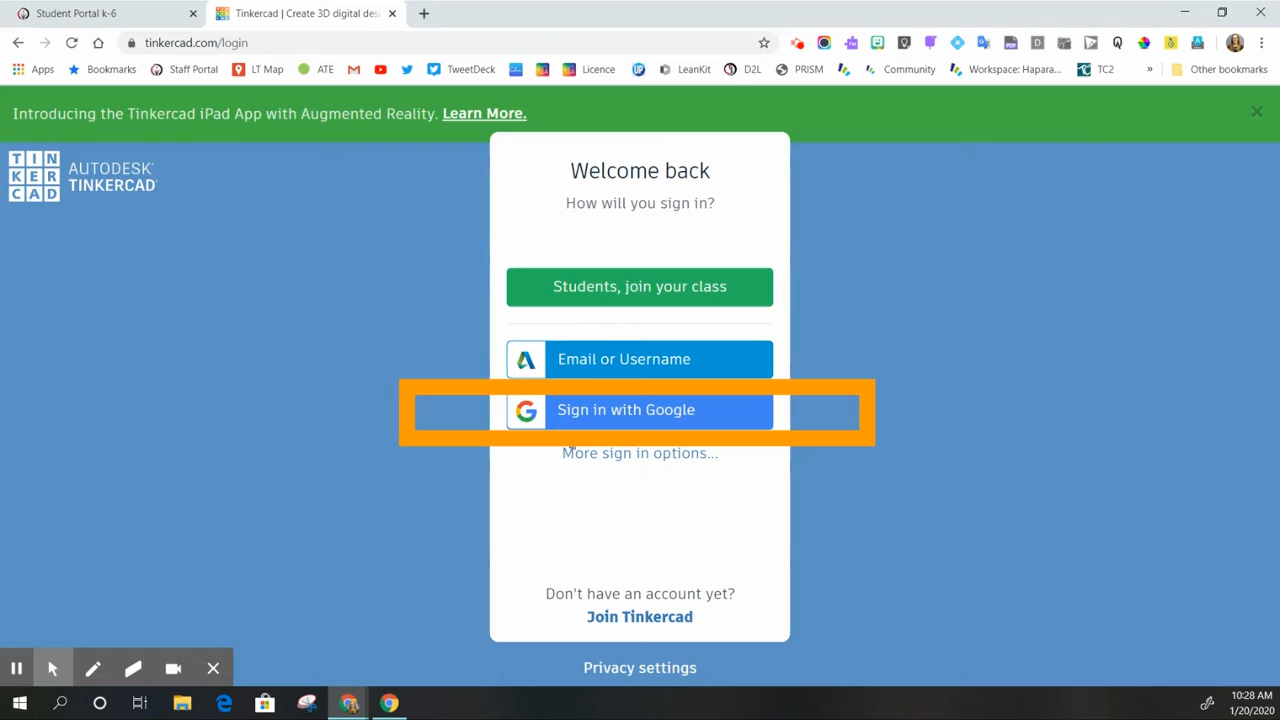 Student Portal k-6
Tinkercad | Create 3D digital des
tinkercad.com/login
Apps Bookmarks Staff Portal LT Map ATE TweetDeck Licence LeanKit D2L PRISM Community Workspace: Hapara... TC2 » Other bookmarks
Introducing the Tinkercad iPad App with Augmented Reality. Learn More.
TIN
KER
CAD
AUTODESK
TINKERCAD
Welcome back
How will you sign in?
Students, join your class
Email or Username
Sign in with Google
More sign in options...
Don't have an account yet?
Join Tinkercad
Privacy settings
10:28 AM
1/20/2020